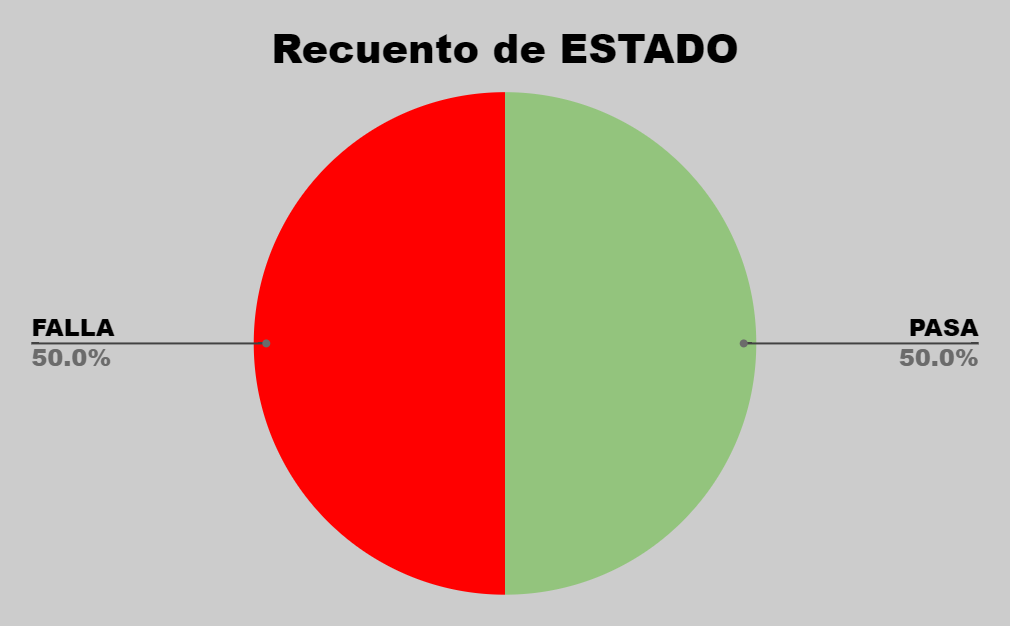 Recuento de ESTADO
FALLA
50.0%
PASA
50.0%